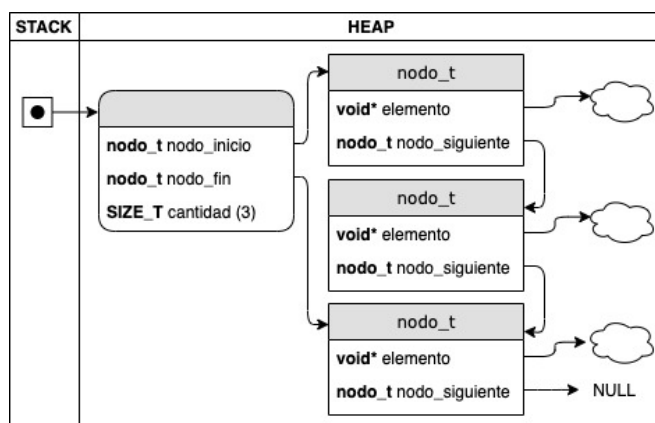 STACK
HEAP
nodo_t nodo_inicio
nodo_t nodo_fin
SIZE_T cantidad (3)
nodo_t
void* elemento
nodo_t nodo_siguiente
nodo_t
void* elemento
nodo_t nodo_siguiente
nodo_t
void* elemento
nodo_t nodo_siguiente
NULL